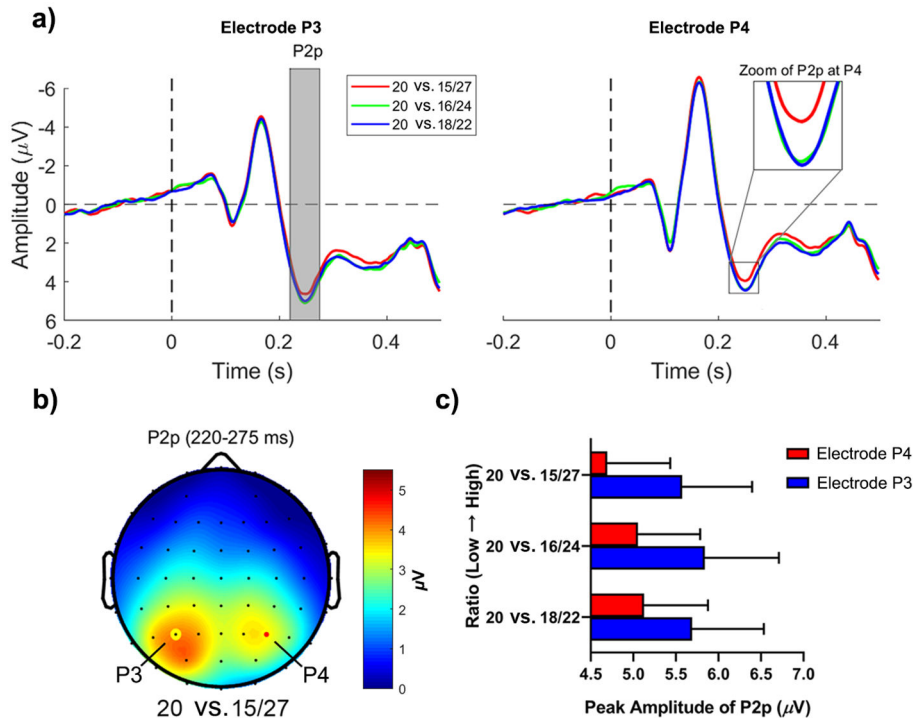 a)
Electrode P3
P2p
20 vs. 15/27
20 vs. 16/24
20 vs. 18/22
Amplitude (μV)
-6
-4
-2
0
2
4
6
-0.2
0
0.2
0.4
Time (s)
Electrode P4
Zoom of P2p at P4
-0.2
0
0.2
0.4
Time (s)
b)
P2p (220-275 ms)
P3
P4
20 vs. 15/27
5
4
3
2
1
0
μV
c)
Electrode P4
Electrode P3
Ratio (Low → High)
20 vs. 15/27
20 vs. 16/24
20 vs. 18/22
4.5
5.0
5.5
6.0
6.5
7.0
Peak Amplitude of P2p (μV)